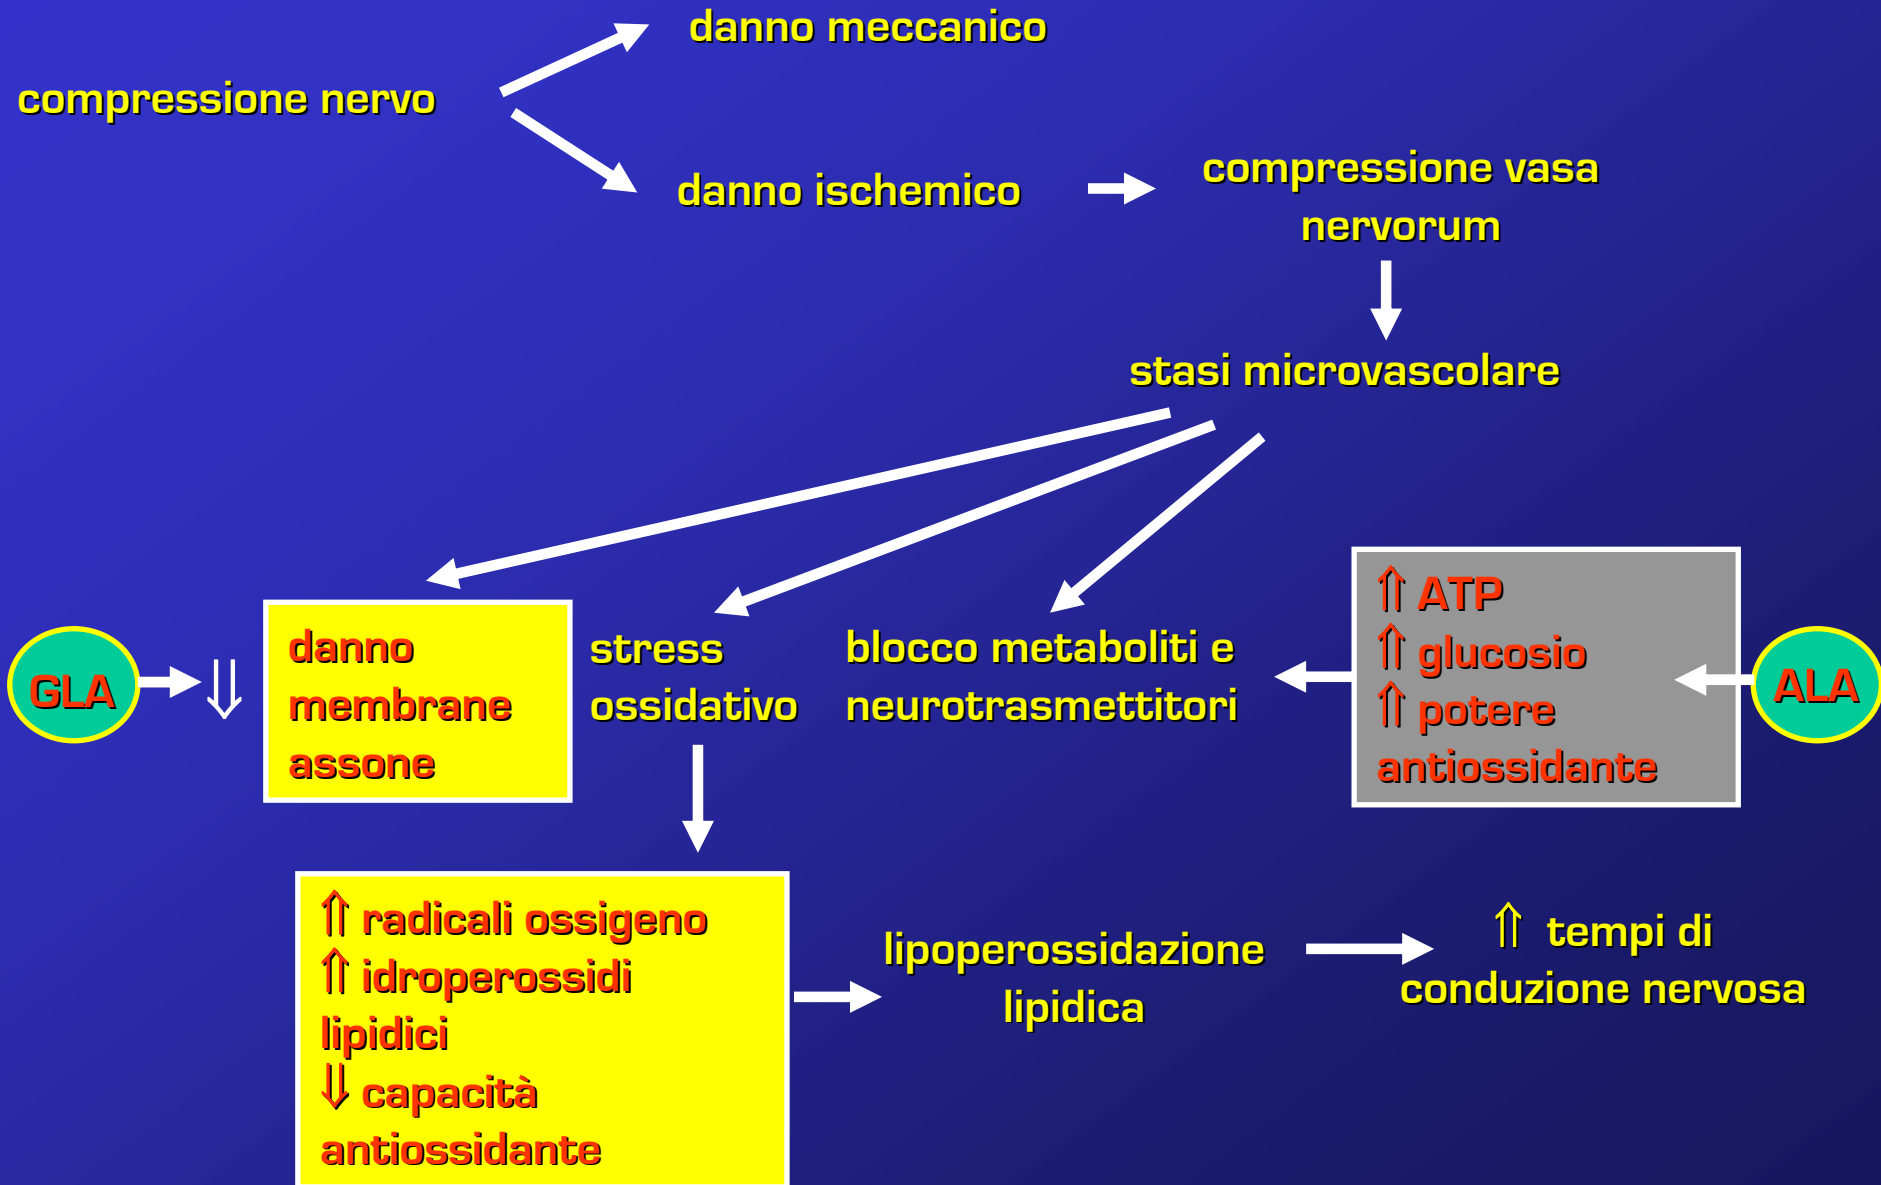 danno meccanico
compressione nervo
danno ischemico
compressione vasa
nervorum
stasi microvascolare
GLA
⇓
danno
membrane
assone
stress
ossidativo
blocco metaboliti e
neurotrasmettitori
⇑ ATP
⇑ glucosio
⇑ potere
antiossidante
ALA
⇑ radicali ossigeno
⇑ idroperossidi
lipidici
⇓ capacità
antiossidante
lipoperossidazione
lipidica
⇑ tempi di
conduzione nervosa